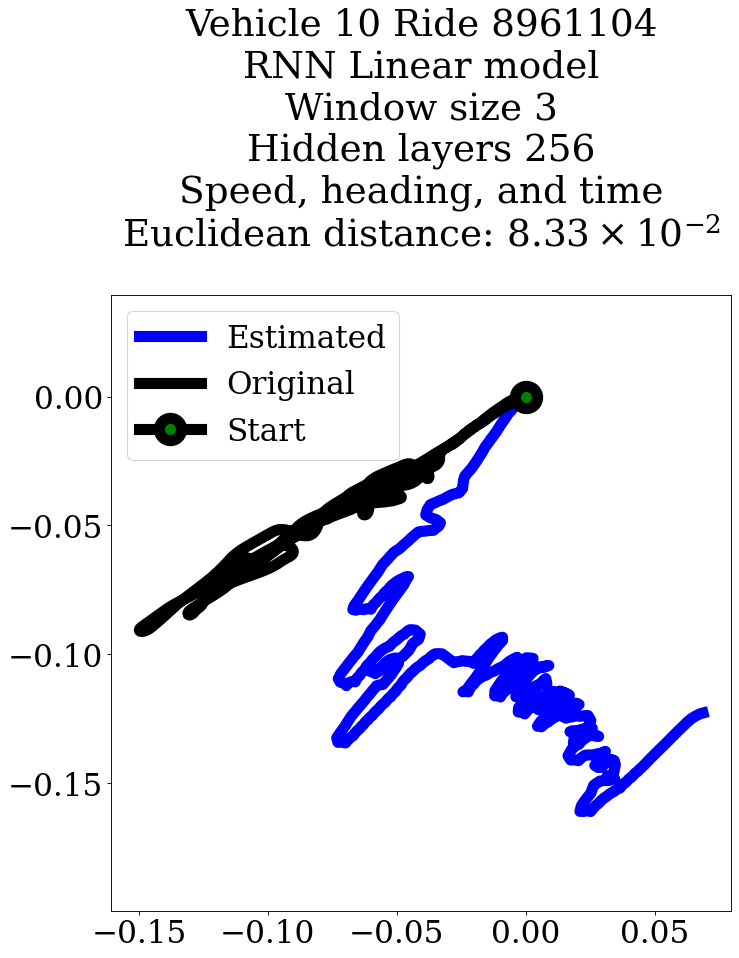 Vehicle 10 Ride 8961104
RNN Linear model
Window size 3
Hidden layers 256
Speed, heading, and time
Euclidean distance: 8.33 × 10⁻²
Estimated
Original
Start
0.00
−0.05
−0.10
−0.15
−0.15 −0.10 −0.05 0.00 0.05